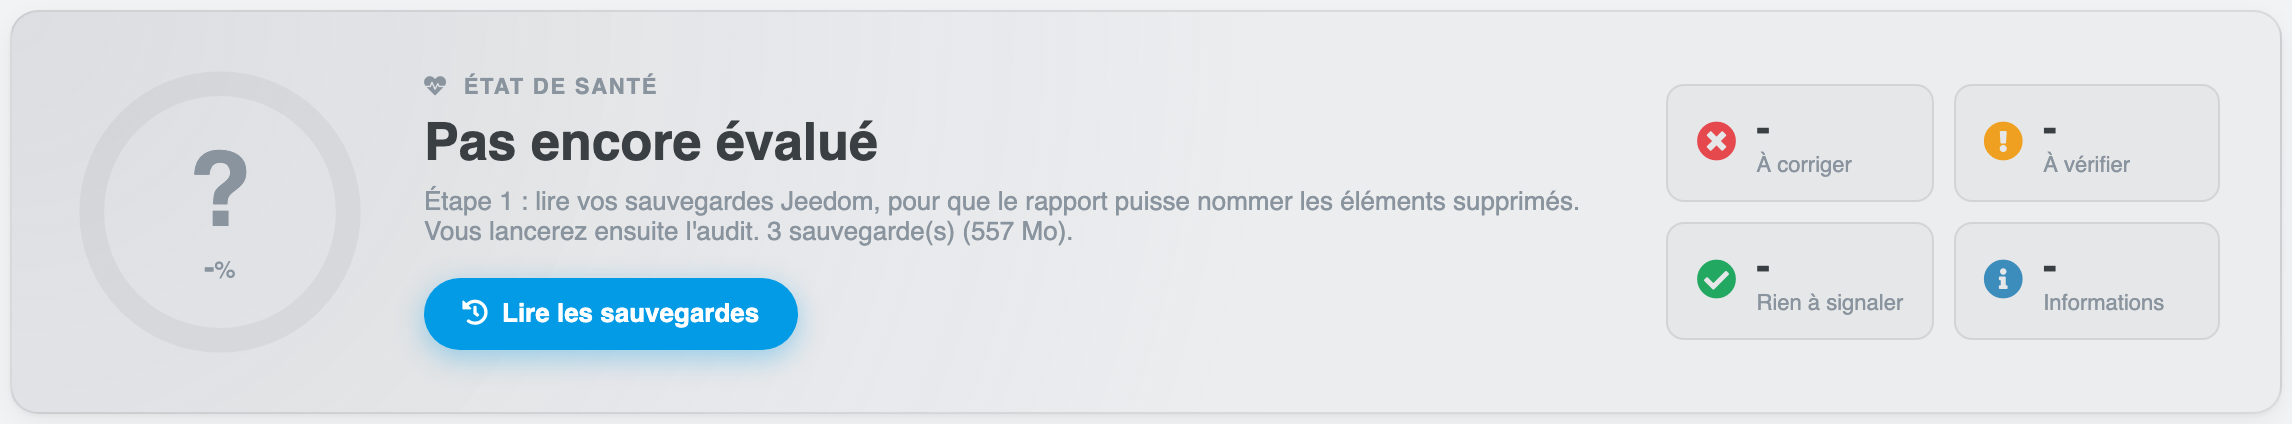 ÉTAT DE SANTÉ
Pas encore évalué
Étape 1 : lire vos sauvegardes Jeedom, pour que le rapport puisse nommer les éléments supprimés.
Vous lancerez ensuite l'audit. 3 sauvegarde(s) (557 Mo).
Lire les sauvegardes
?
-%
-
À corriger
-
À vérifier
-
Rien à signaler
-
Informations